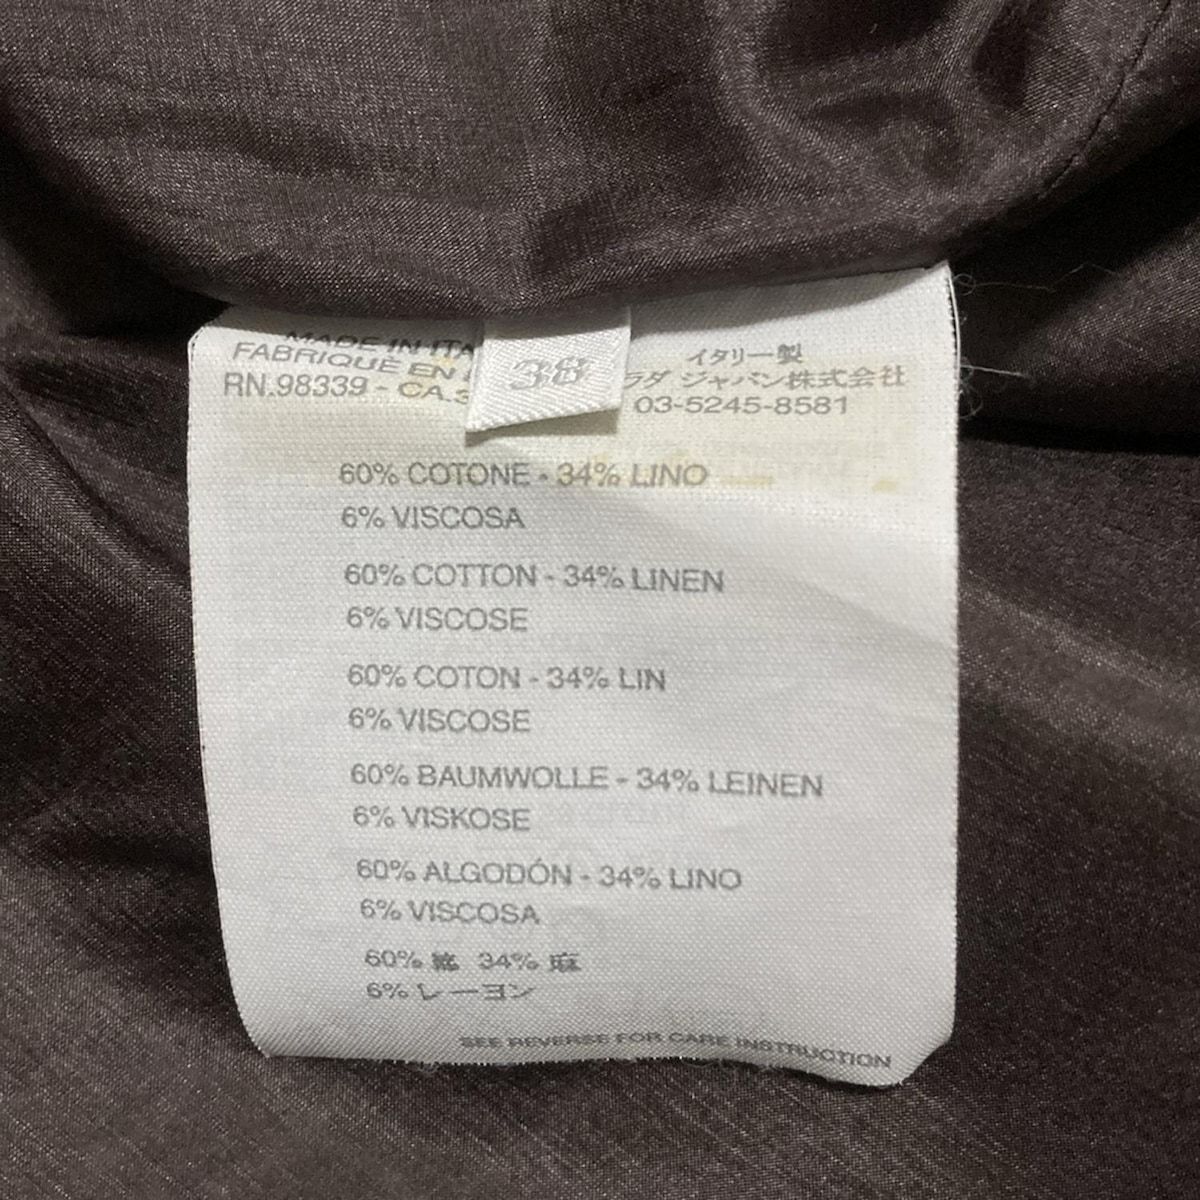 MADE IN ITA
FABRIQUÉ EN
RN.98339 - CA.3
38
イタリー製
ラダ ジャパン株式会社
03-5245-8581
60% COTONE - 34% LINO
6% VISCOSA
60% COTTON - 34% LINEN
6% VISCOSE
60% COTON - 34% LIN
6% VISCOSE
60% BAUMWOLLE - 34% LEINEN
6% VISKOSE
60% ALGODÓN - 34% LINO
6% VISCOSA
60% 綿 34% 麻
6% レーヨン
SEE REVERSE FOR CARE INSTRUCTION